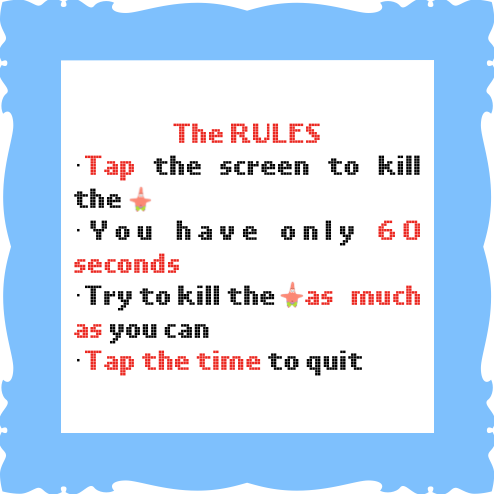 The RULES
·Tap the screen to kill
the
·You have only 60
seconds
·Try to kill the as much
as you can
·Tap the time to quit